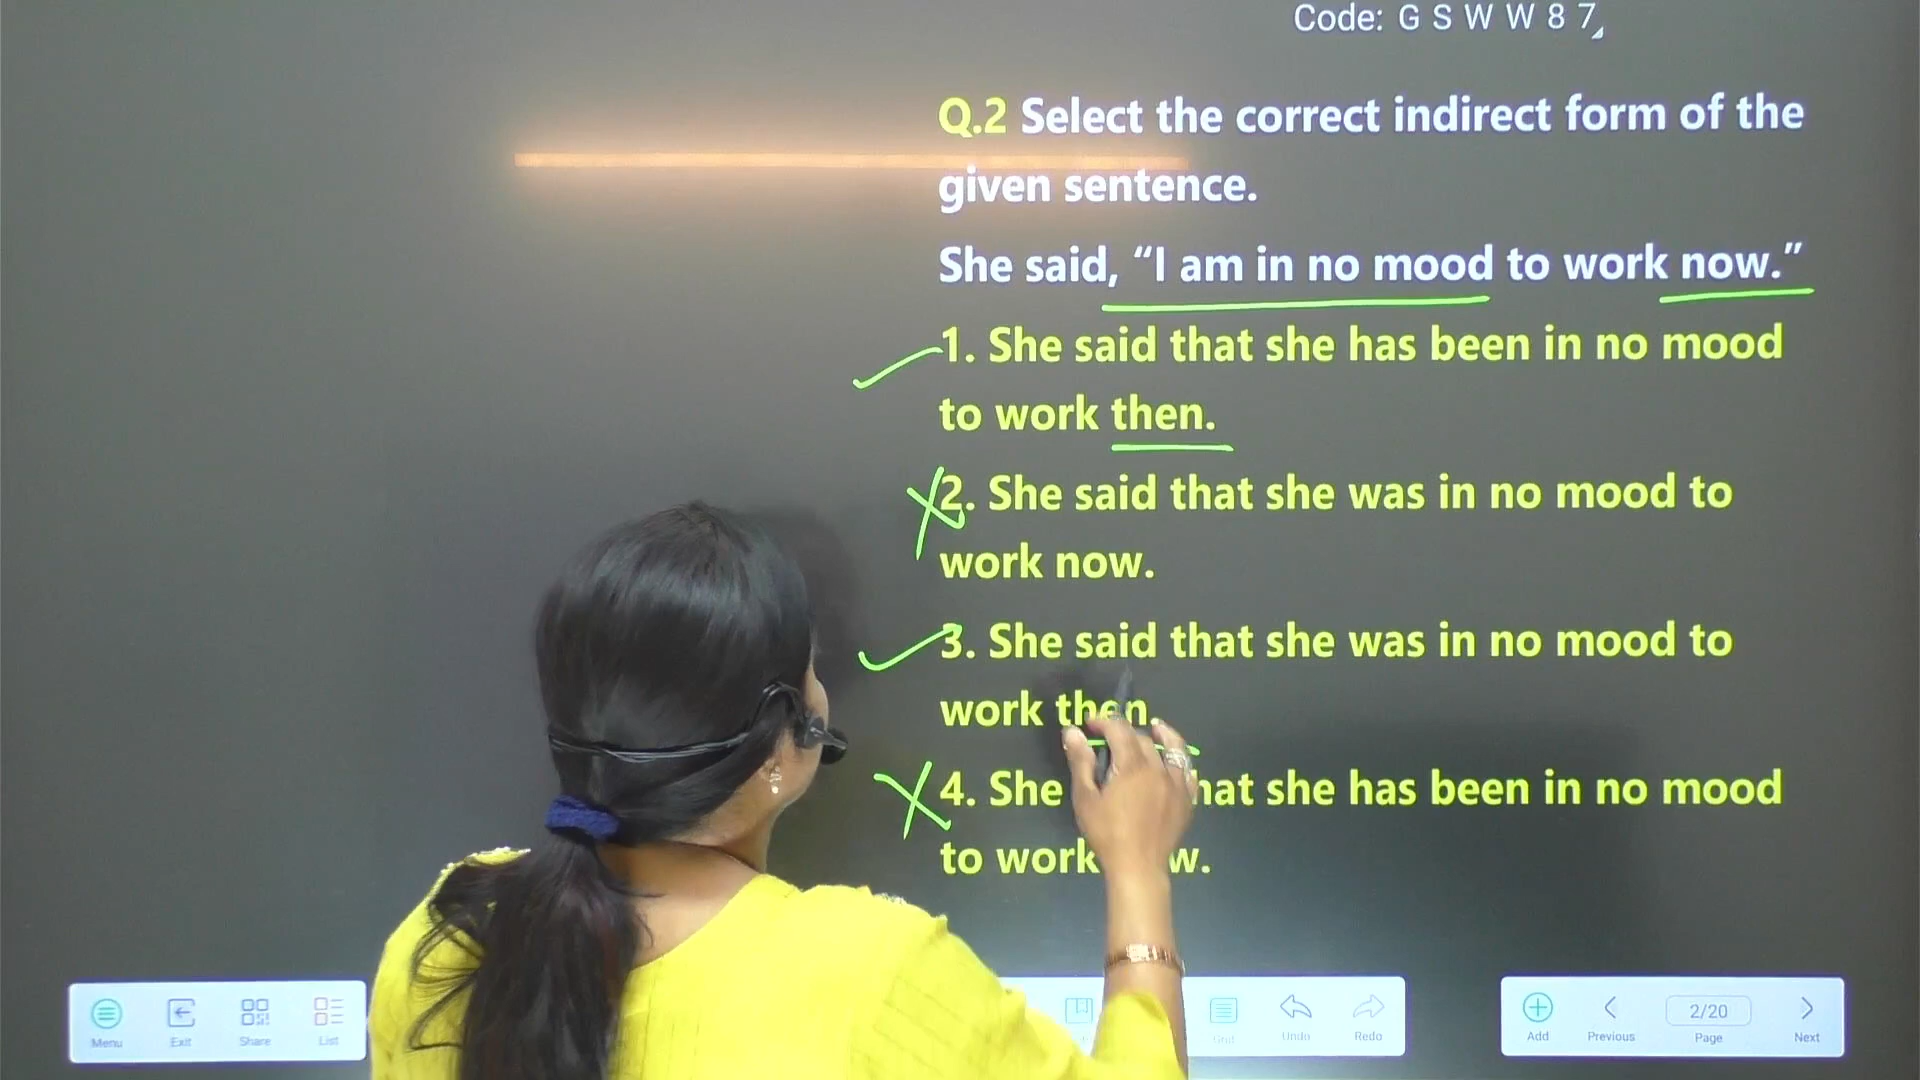 Code: G S W W 8 7
Q.2 Select the correct indirect form of the
given sentence.
She said, “I am in no mood to work now.”
1. She said that she has been in no mood
to work then.
2. She said that she was in no mood to
work now.
3. She said that she was in no mood to
work then.
4. She hat she has been in no mood
to work w.
Menu Exit Share List Undo Redo Add Previous 2/20 Page Next